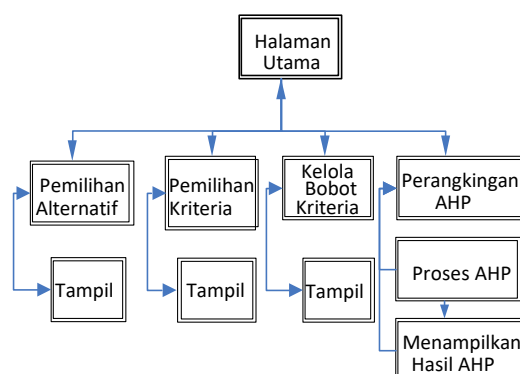 Halaman
Utama
Pemilihan
Alternatif
Pemilihan
Kriteria
Kelola
Bobot
Kriteria
Perangkingan
AHP
Tampil
Tampil
Tampil
Proses AHP
Menampilkan
Hasil AHP